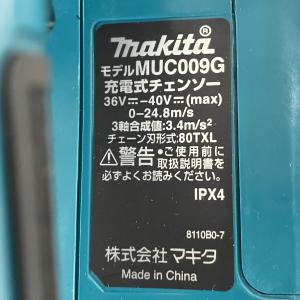 makita®
モデルMUC009G
充電式チェンソー
36V⎓-40V⎓(max)
0-24.8m/s
3軸合成値:3.4m/s²
チェーン刃形式:80TXL
⚠警告 •ご使用前に
取扱説明書を
必ずよくお読みください。
IPX4
8110B0-7
株式会社 マキタ
Made in China